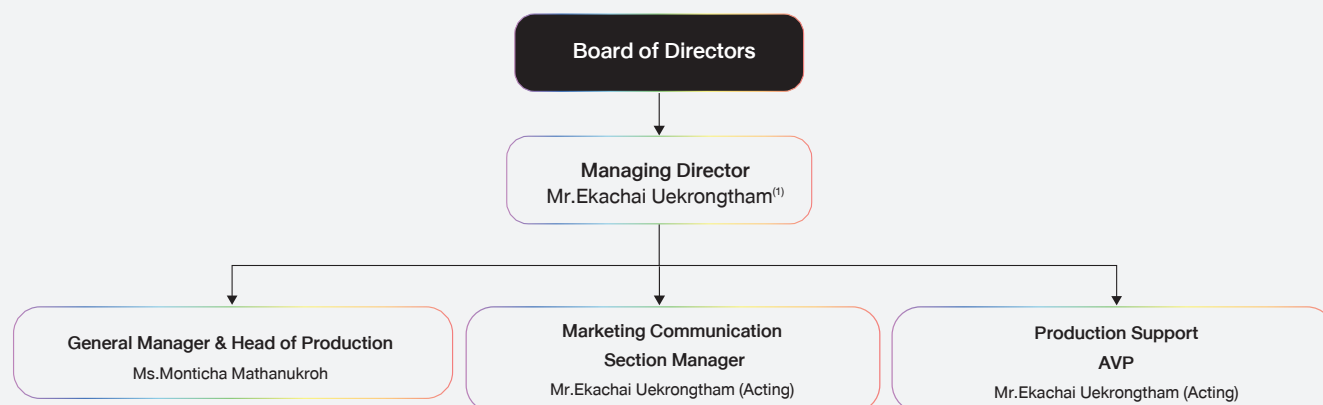 Board of Directors
Managing Director
Mr.Ekachai Uekrongtham(1)
General Manager & Head of Production
Ms.Monticha Mathanukroh
Marketing Communication
Section Manager
Mr.Ekachai Uekrongtham (Acting)
Production Support
AVP
Mr.Ekachai Uekrongtham (Acting)